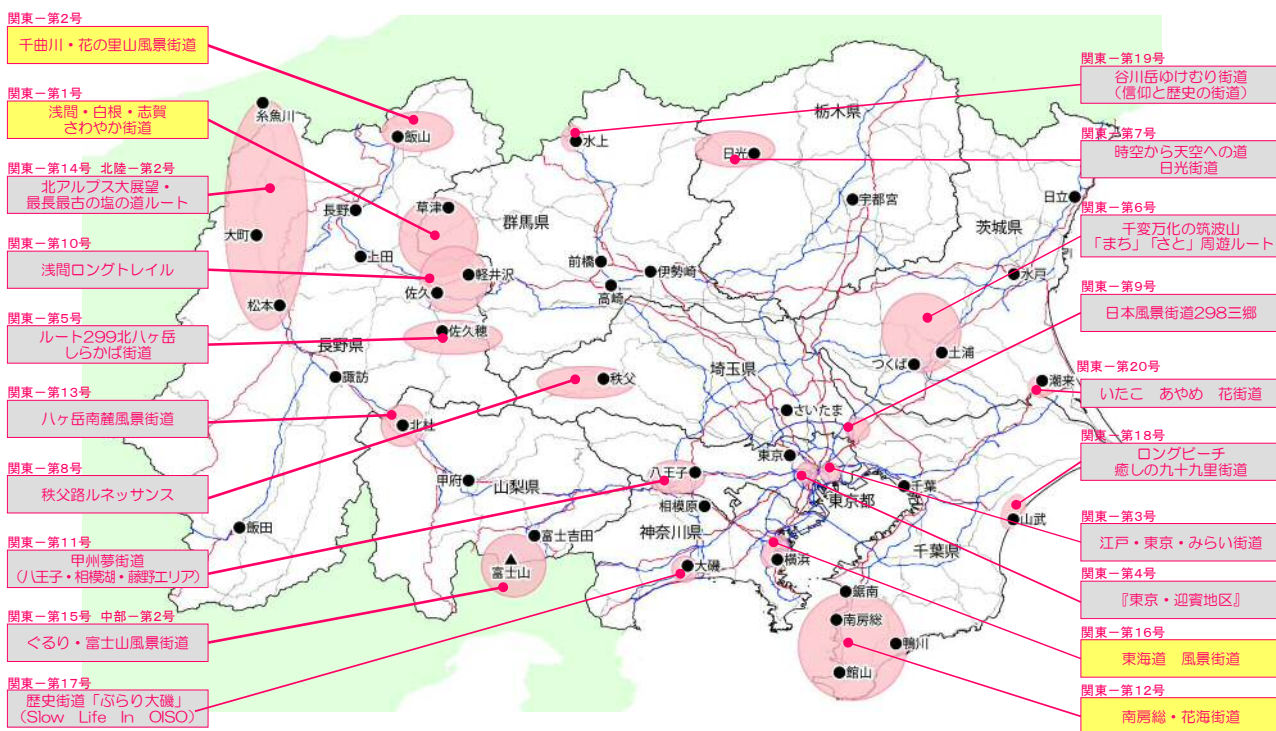 関東－第2号
千曲川・花の里山風景街道
関東－第1号
浅間・白根・志賀
さわやか街道
関東－第14号 北陸－第2号
北アルプス大展望・
最長最古の塩の道ルート
関東－第10号
浅間ロングトレイル
関東－第5号
ルート299北八ヶ岳
しらかば街道
関東－第13号
八ヶ岳南麓風景街道
関東－第8号
秩父路ルネッサンス
関東－第11号
甲州夢街道
(八王子・相模湖・藤野エリア)
関東－第15号 中部－第2号
ぐるり・富士山風景街道
関東－第17号
歴史街道「ぶらり大磯」
(Slow Life In OISO)
糸魚川
飯山
水上
日光
栃木県
草津
群馬県
長野
大町
上田
軽井沢
佐久
松本
前橋
伊勢崎
高崎
宇都宮
日立
茨城県
水戸
佐久穂
長野県
諏訪
秩父
埼玉県
つくば
土浦
潮来
さいたま
北杜
甲府
山梨県
八王子
東京
東京都
千葉
相模原
神奈川県
飯田
富士吉田
富士山
大磯
横浜
山武
千葉県
鋸南
南房総
鴨川
館山
関東－第19号
谷川岳ゆけむり街道
(信仰と歴史の街道)
関東－第7号
時空から天空への道
日光街道
関東－第6号
千変万化の筑波山
「まち」「さと」周遊ルート
関東－第9号
日本風景街道298三郷
関東－第20号
いたこ あやめ 花街道
関東－第18号
ロングビーチ
癒しの九十九里街道
関東－第3号
江戸・東京・みらい街道
関東－第4号
『東京・迎賓地区』
関東－第16号
東海道 風景街道
関東－第12号
南房総・花海街道